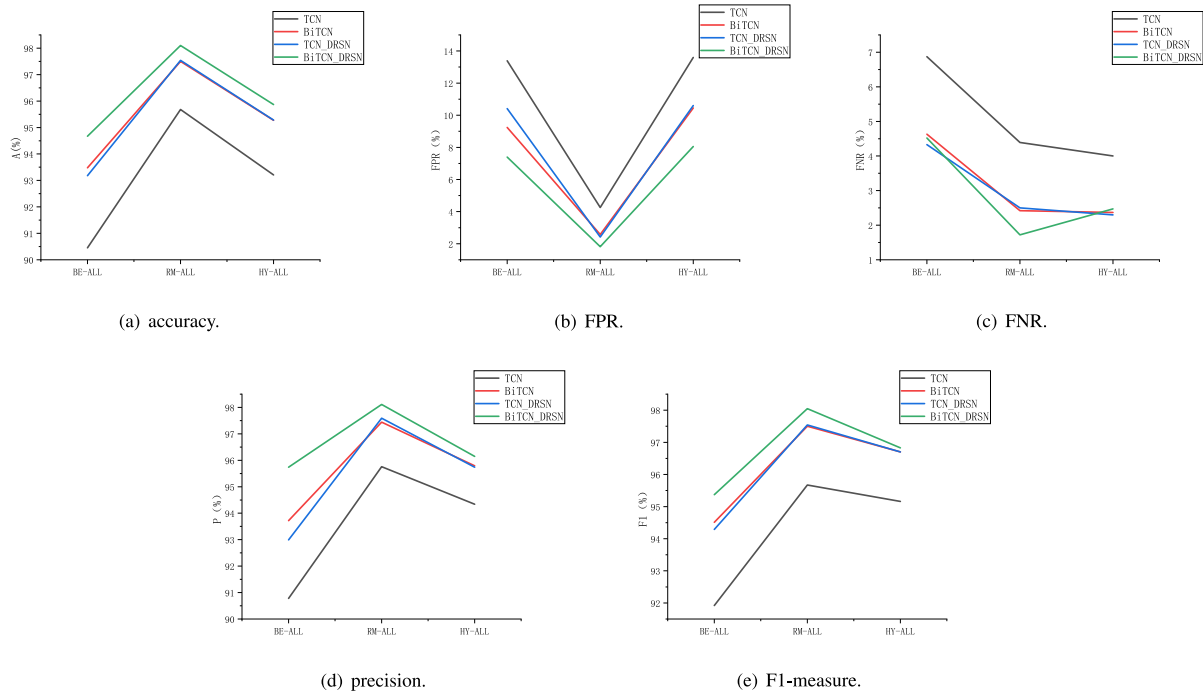 TCN
BiTCN
TCN_DRSN
BiTCN_DRSN
98
97
96
95
94
93
92
91
90
A(%)
BE-ALL
RM-ALL
HY-ALL
(a) accuracy.
TCN
BiTCN
TCN_DRSN
BiTCN_DRSN
14
12
10
8
6
4
2
FPR (%)
BE-ALL
RM-ALL
HY-ALL
(b) FPR.
TCN
BiTCN
TCN_DRSN
BiTCN_DRSN
7
6
5
4
3
2
1
FNR (%)
BE-ALL
RM-ALL
HY-ALL
(c) FNR.
TCN
BiTCN
TCN_DRSN
BiTCN_DRSN
98
97
96
95
94
93
92
91
90
P (%)
BE-ALL
RM-ALL
HY-ALL
(d) precision.
TCN
BiTCN
TCN_DRSN
BiTCN_DRSN
98
97
96
95
94
93
92
F1 (%)
BE-ALL
RM-ALL
HY-ALL
(e) F1-measure.